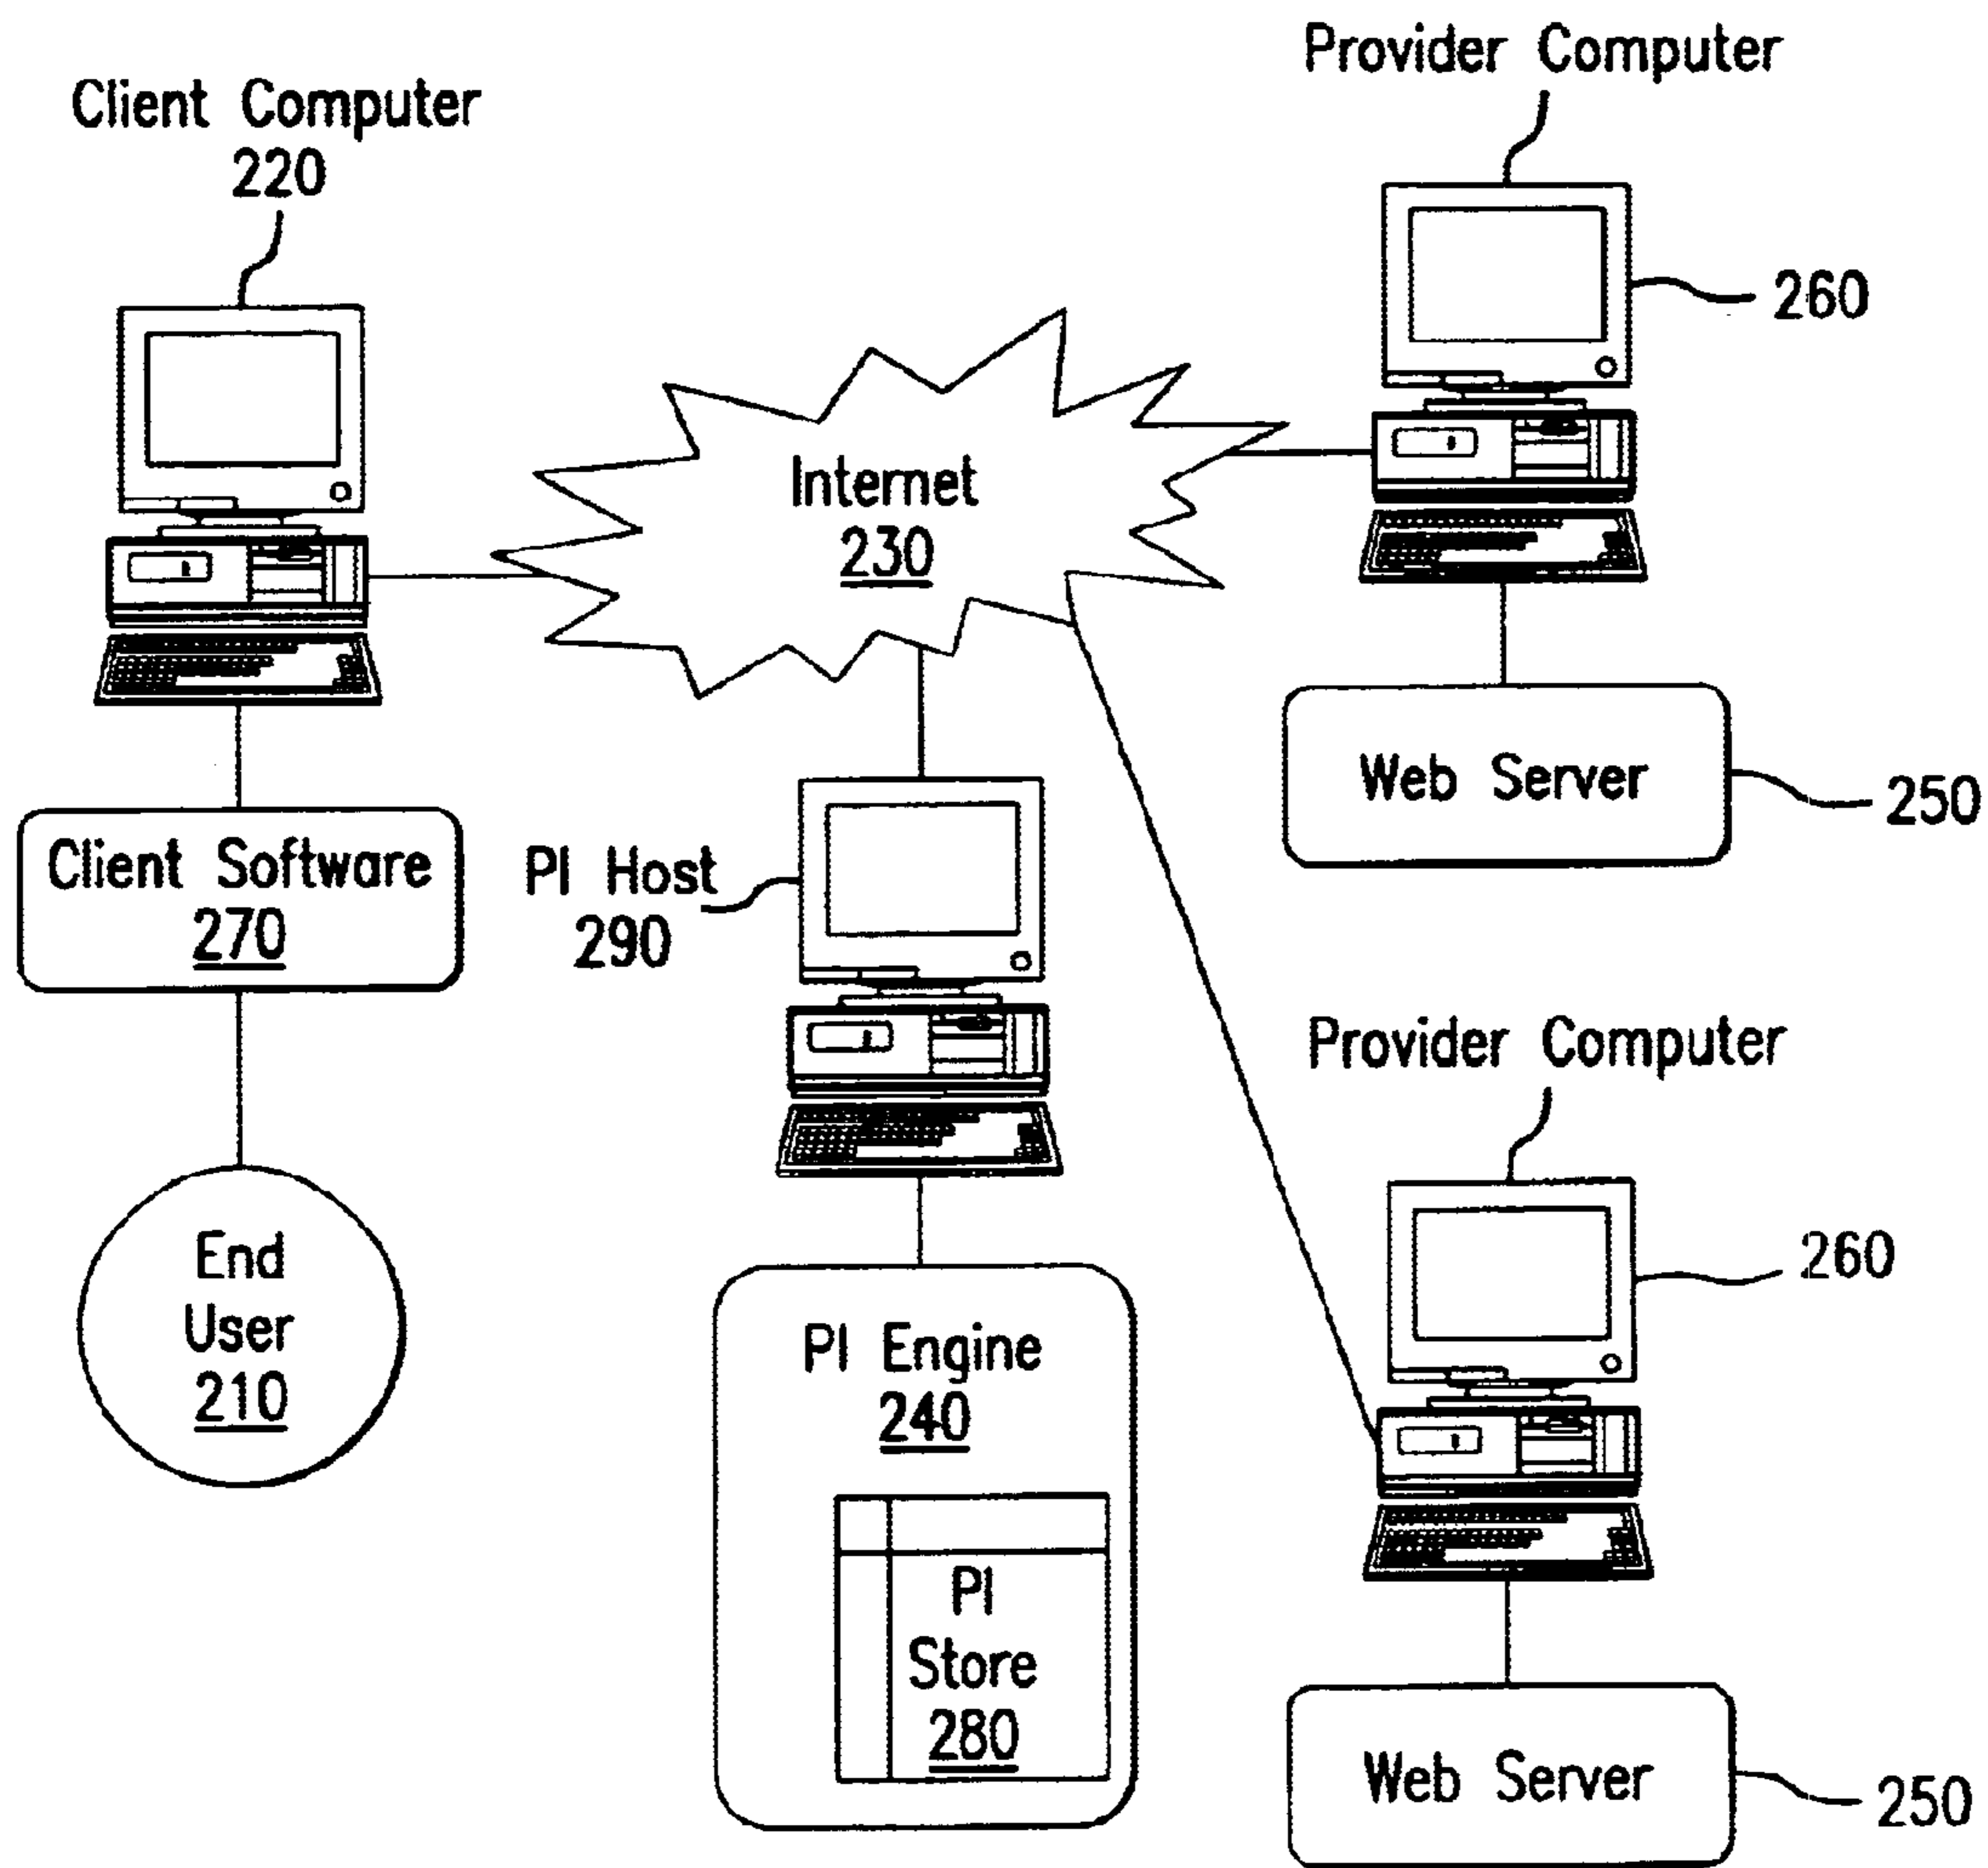 Provider Computer
Client Computer
220
260
Internet
230
Web Server
250
Client Software
270
PI Host
290
Provider Computer
End
User
210
260
PI Engine
240
PI
Store
280
Web Server
250